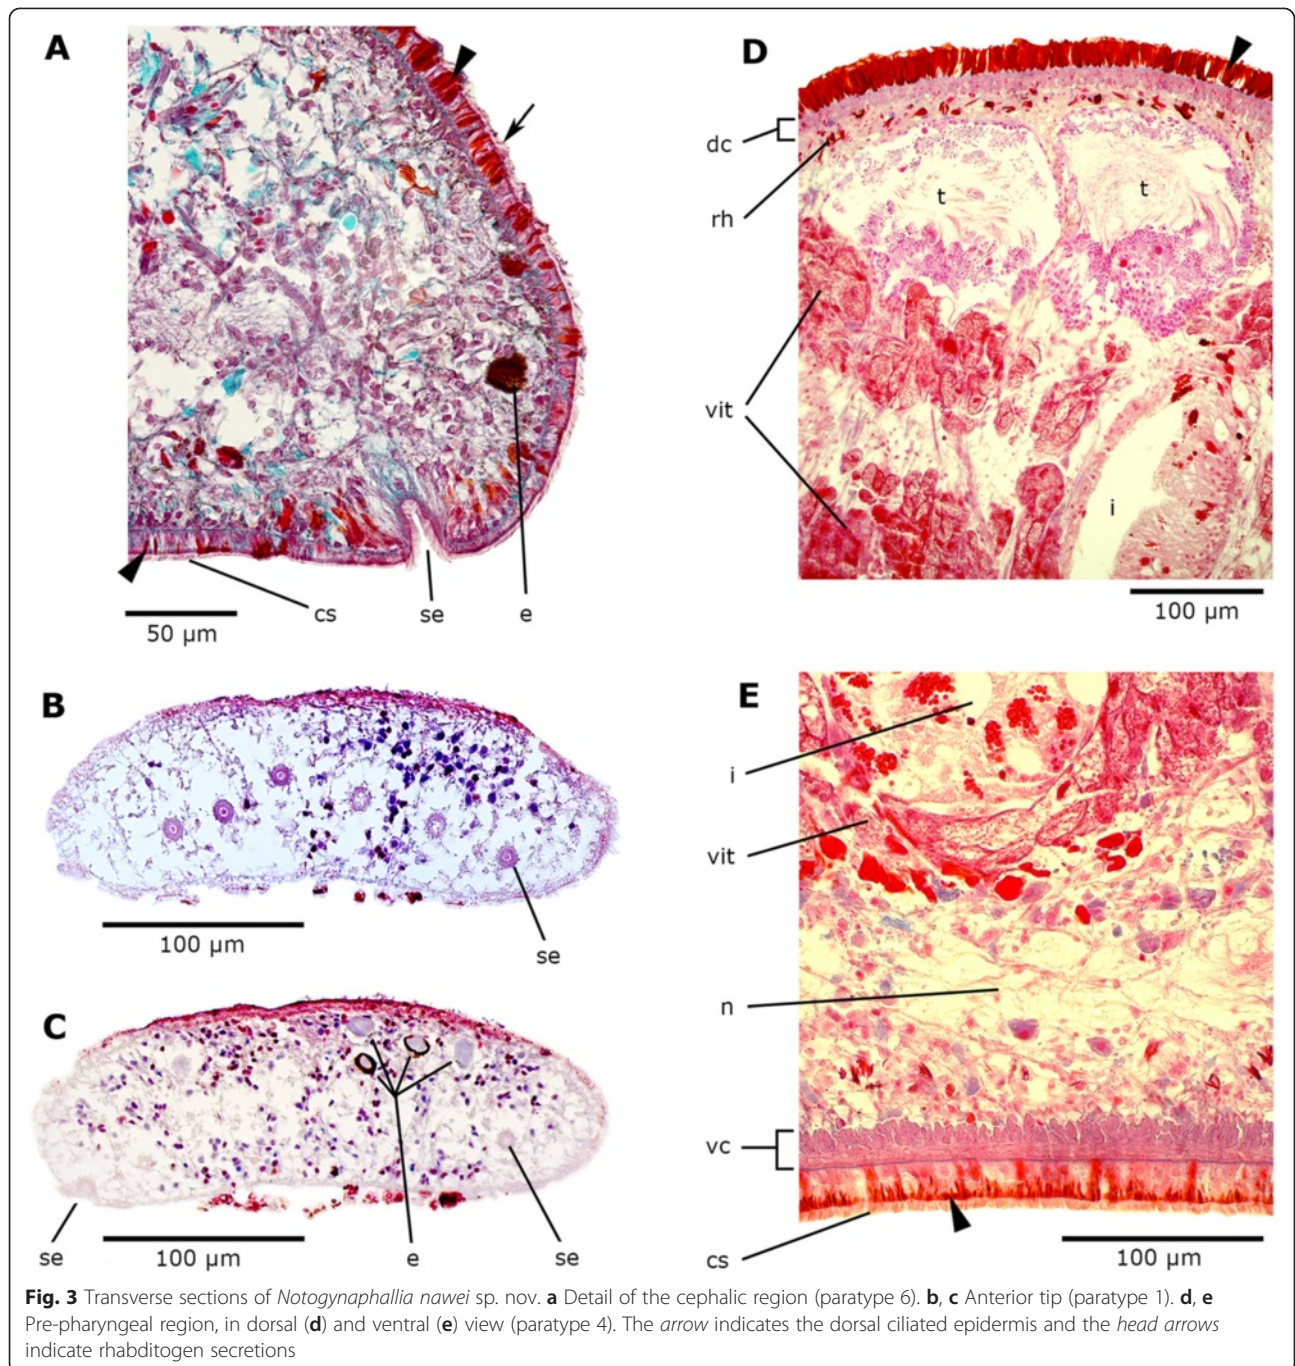 A
D
dc
rh
t
t
vit
i
cs
se
e
50 µm
100 µm
B
se
100 µm
E
i
vit
n
vc
cs
100 µm
C
se
100 µm
e
se
Fig. 3 Transverse sections of Notogynaphallia nawei sp. nov. a Detail of the cephalic region (paratype 6). b, c Anterior tip (paratype 1). d, e
Pre-pharyngeal region, in dorsal (d) and ventral (e) view (paratype 4). The arrow indicates the dorsal ciliated epidermis and the head arrows
indicate rhabditogen secretions